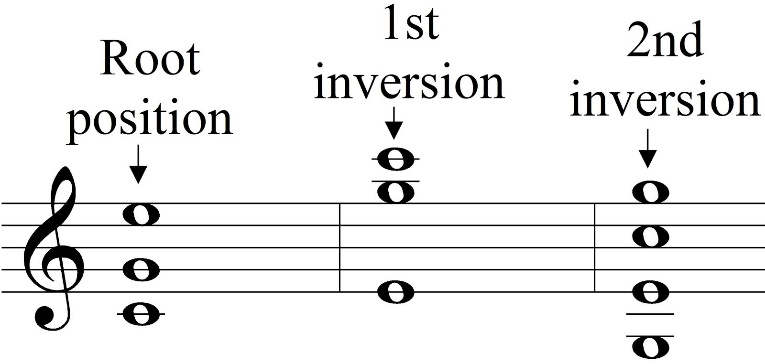 Root
position
1st
inversion
2nd
inversion